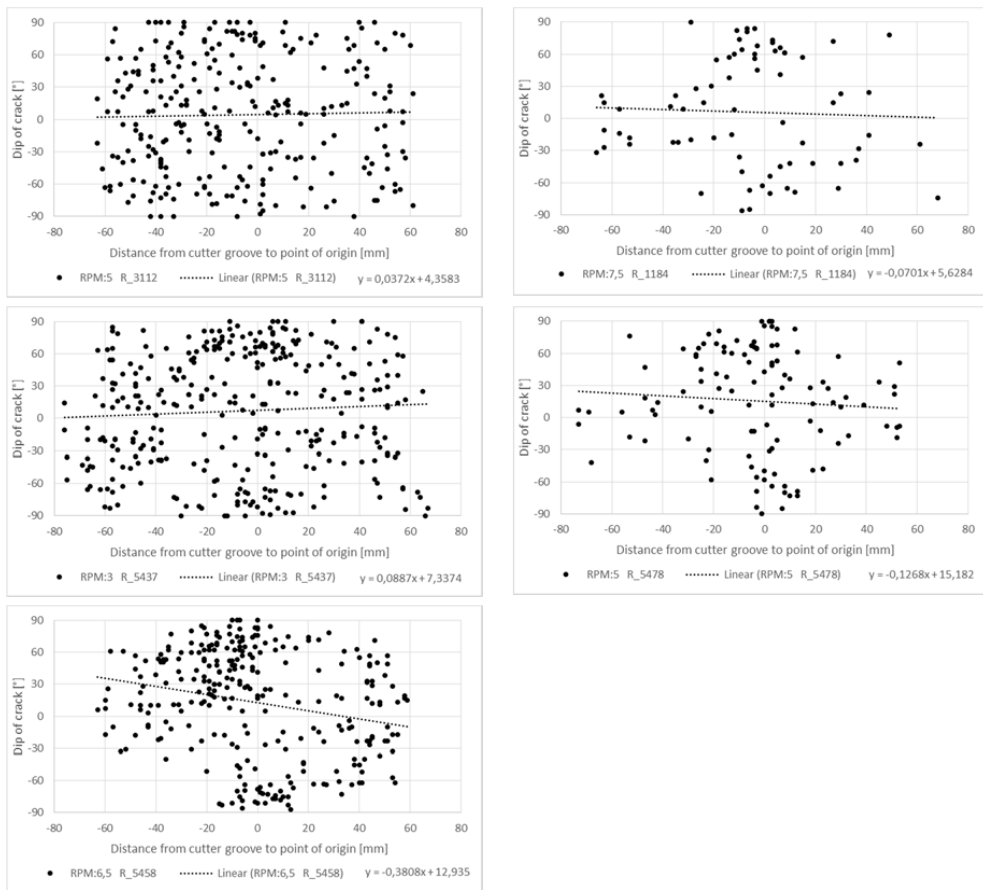 90
60
30
0
-30
-60
-90
Dip of crack [°]
-80 -60 -40 -20 0 20 40 60 80
Distance from cutter groove to point of origin [mm]
RPM:5 R_3112 Linear (RPM:5 R_3112) y = 0,0372x + 4,3583
90
60
30
0
-30
-60
-90
Dip of crack [°]
-80 -60 -40 -20 0 20 40 60 80
Distance from cutter groove to point of origin [mm]
RPM:7,5 R_1184 Linear (RPM:7,5 R_1184) y = -0,0701x + 5,6284
90
60
30
0
-30
-60
-90
Dip of crack [°]
-80 -60 -40 -20 0 20 40 60 80
Distance from cutter groove to point of origin [mm]
RPM:3 R_5437 Linear (RPM:3 R_5437) y = 0,0887x + 7,3374
90
60
30
0
-30
-60
-90
Dip of crack [°]
-80 -60 -40 -20 0 20 40 60 80
Distance from cutter groove to point of origin [mm]
RPM:5 R_5478 Linear (RPM:5 R_5478) y = -0,1268x + 15,182
90
60
30
0
-30
-60
-90
Dip of crack [°]
-80 -60 -40 -20 0 20 40 60 80
Distance from cutter groove to point of origin [mm]
RPM:6,5 R_5458 Linear (RPM:6,5 R_5458) y = -0,3808x + 12,935